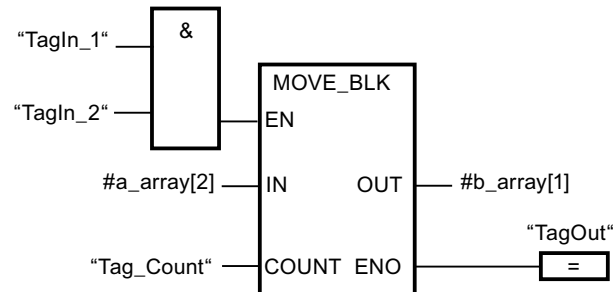 &
“TagIn_1“
MOVE_BLK
“TagIn_2“
EN
#a_array[2] IN OUT #b_array[1]
“TagOut“
“Tag_Count“ COUNT ENO =